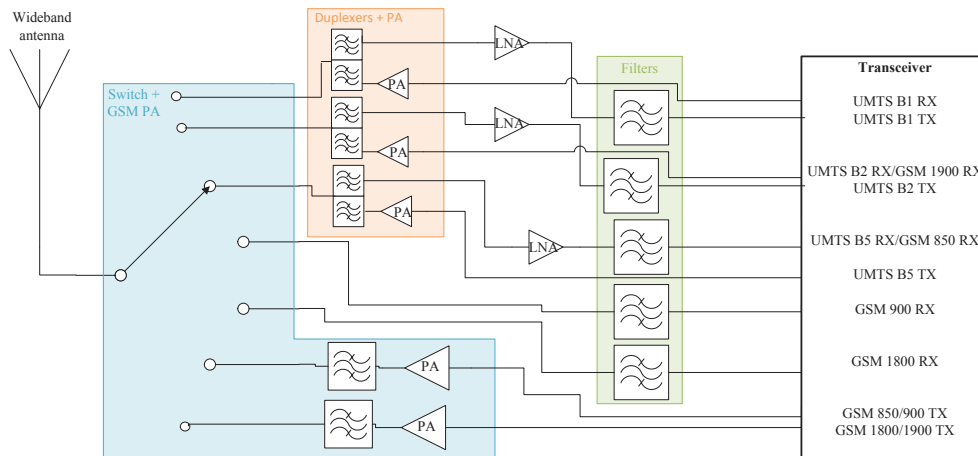 Wideband
antenna
Duplexers + PA
LNA
PA
LNA
PA
PA
LNA
Switch +
GSM PA
PA
PA
Filters
Transceiver
UMTS B1 RX
UMTS B1 TX
UMTS B2 RX/GSM 1900 RX
UMTS B2 TX
UMTS B5 RX/GSM 850 RX
UMTS B5 TX
GSM 900 RX
GSM 1800 RX
GSM 850/900 TX
GSM 1800/1900 TX